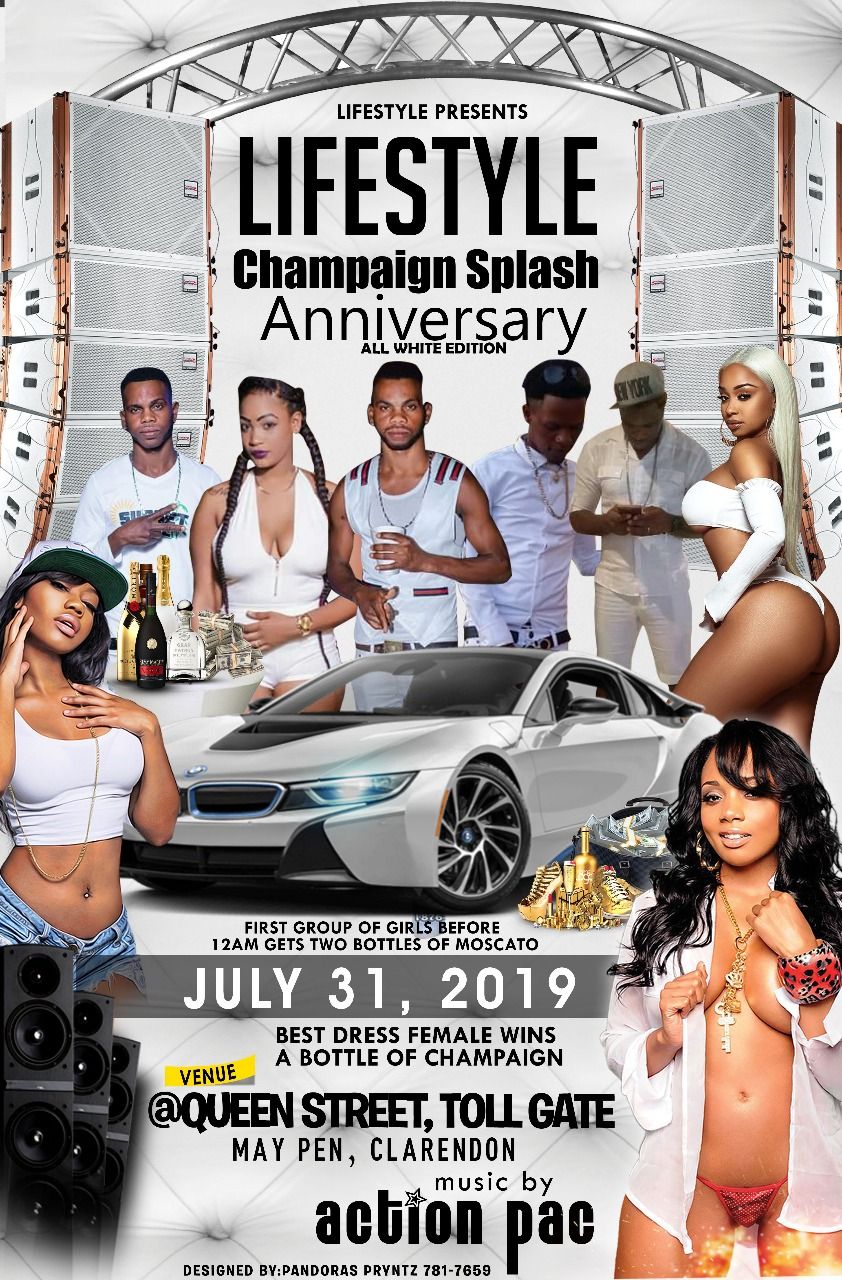 LIFESTYLE PRESENTS
LIFESTYLE
Champaign Splash
Anniversary
ALL WHITE EDITION
NEW YORK
FIRST GROUP OF GIRLS BEFORE
12AM GETS TWO BOTTLES OF MOSCATO
JULY 31, 2019
BEST DRESS FEMALE WINS
A BOTTLE OF CHAMPAIGN
VENUE
@QUEEN STREET, TOLL GATE
MAY PEN, CLARENDON
music by
action pac
DESIGNED BY:PANDORAS PRYNTZ 781-7659